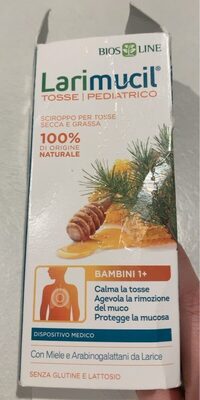 BIOS LINE
Larimucil®
TOSSE | PEDIATRICO
SCIROPPO PER TOSSE
SECCA E GRASSA
100%
DI ORIGINE
NATURALE
BAMBINI 1+
Calma la tosse
Agevola la rimozione
del muco
Protegge la mucosa
DISPOSITIVO MEDICO
Con Miele e Arabinogalattani da Larice
SENZA GLUTINE E LATTOSIO